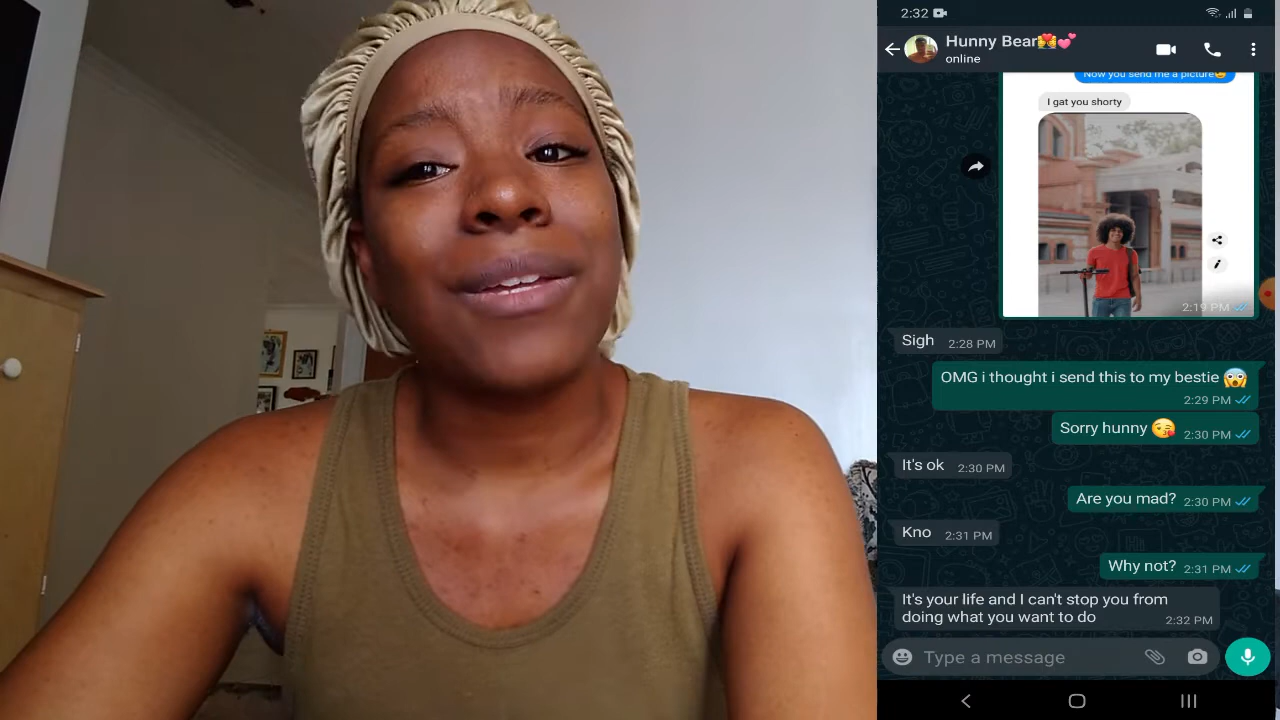 2:32
Hunny Bear
online
Now you send me a picture
I gat you shorty
2:19 PM
Sigh 2:28 PM
OMG i thought i send this to my bestie
2:29 PM
Sorry hunny 2:30 PM
It's ok 2:30 PM
Are you mad? 2:30 PM
Kno 2:31 PM
Why not? 2:31 PM
It's your life and I can't stop you from
doing what you want to do 2:32 PM
Type a message